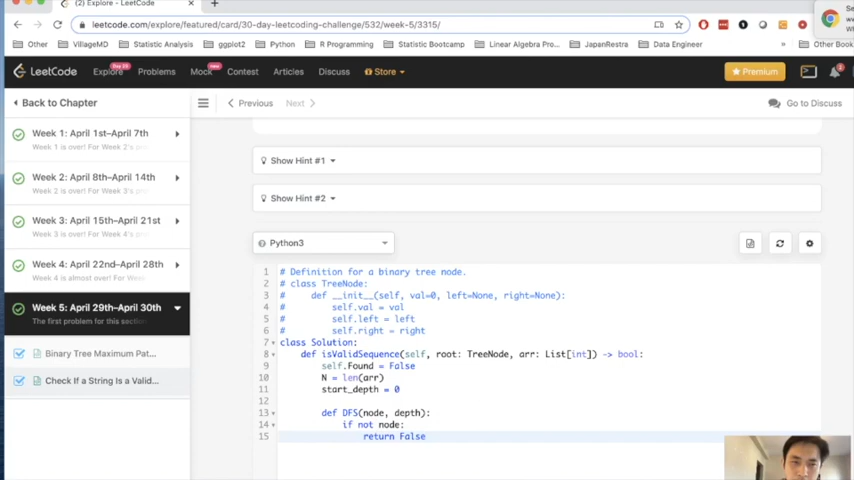 (2) Explore - LeetCode
leetcode.com/explore/featured/card/30-day-leetcoding-challenge/532/week-5/3315/
Other VillageMD Statistical Analysis ggplot2 Python R Programming Statistical Bootcamp Linear Algebra Pro... JapanRestra Data Engineer Other Book
LeetCode Explore Problems Mock new Contest Articles Discuss Store Premium
Back to Chapter
Previous Next Go to Discuss
Week 1: April 1st–April 7th
Week 1 is over! For Week 2's
Week 2: April 8th–April 14th
Week 2 is over! For Week 3's
Week 3: April 15th–April 21st
Week 3 is over! For Week 4's
Week 4: April 22nd–April 28th
Week 4 is almost over! For Week
Week 5: April 29th–April 30th
The first problem for this section
Binary Tree Maximum Pat...
Check If a String Is a Valid...
Show Hint #1
Show Hint #2
Python3
1 # Definition for a binary tree node.
2 # class TreeNode:
3 # def __init__(self, val=0, left=None, right=None):
4 # self.val = val
5 # self.left = left
6 # self.right = right
7 class Solution:
8 def isValidSequence(self, root: TreeNode, arr: List[int]) -> bool:
9 self.Found = False
10 N = len(arr)
11 start_depth = 0
12
13 def DFS(node, depth):
14 if not node:
15 return False